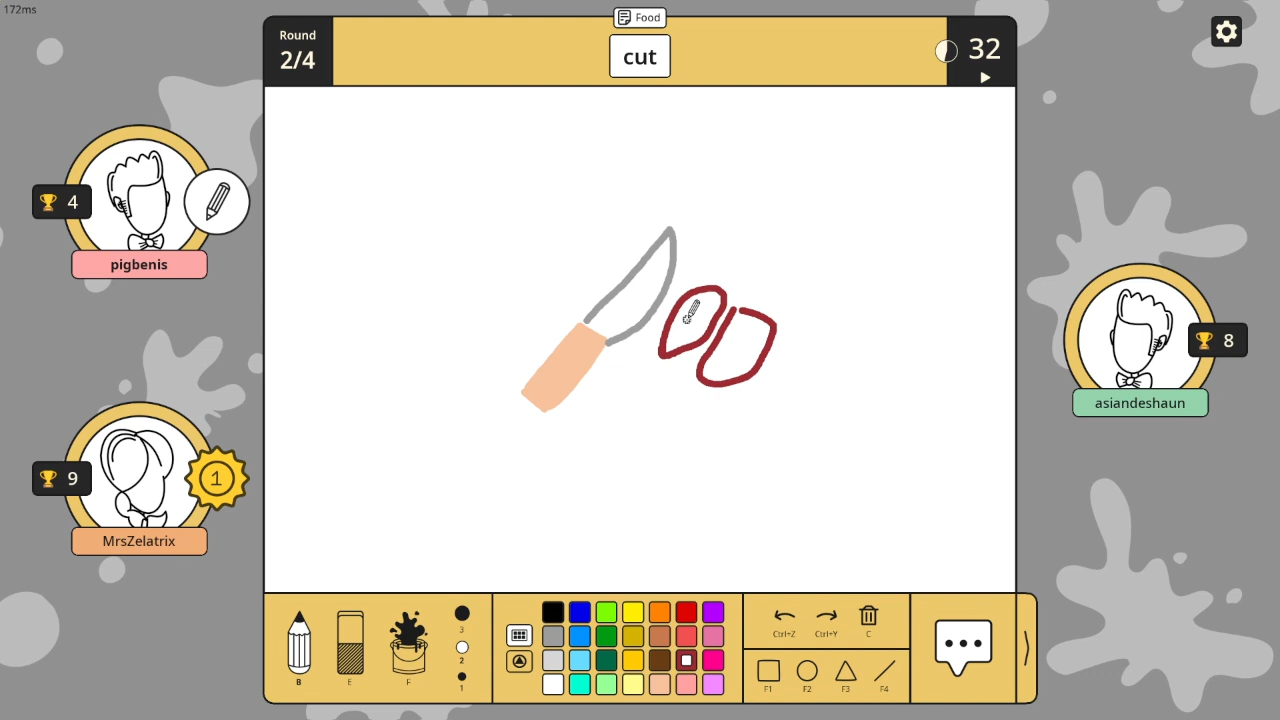 172ms
Food
Round
2/4
cut
32
4
pigbenis
8
asiandeshaun
9
1
MrsZelatrix
3
2
1
B
E
F
Ctrl+Z
Ctrl+Y
C
F1
F2
F3
F4